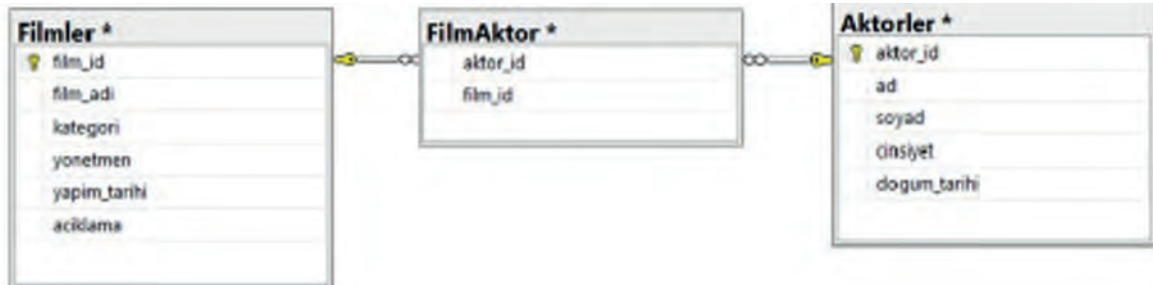 Filmler *
film_id
film_adi
kategori
yonetmen
yapim_tarihi
aciklama
FilmAktor *
aktor_id
film_id
Aktorler *
aktor_id
ad
soyad
cinsiyet
dogum_tarihi